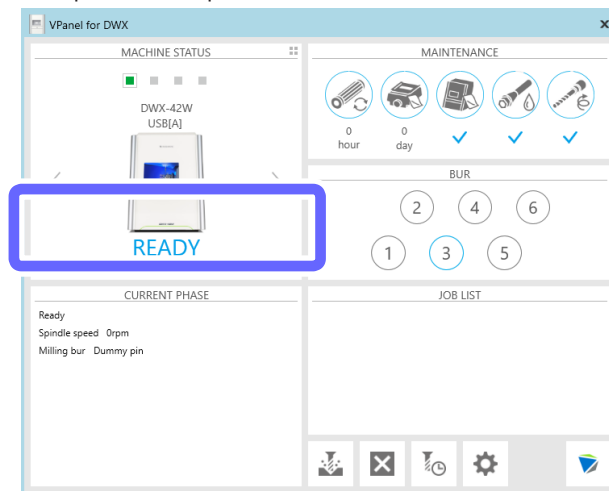 VPanel for DWX
MACHINE STATUS
DWX-42W
USB[A]
READY
MAINTENANCE
0
hour
0
day
BUR
2 4 6
1 3 5
CURRENT PHASE
Ready
Spindle speed 0rpm
Milling bur Dummy pin
JOB LIST